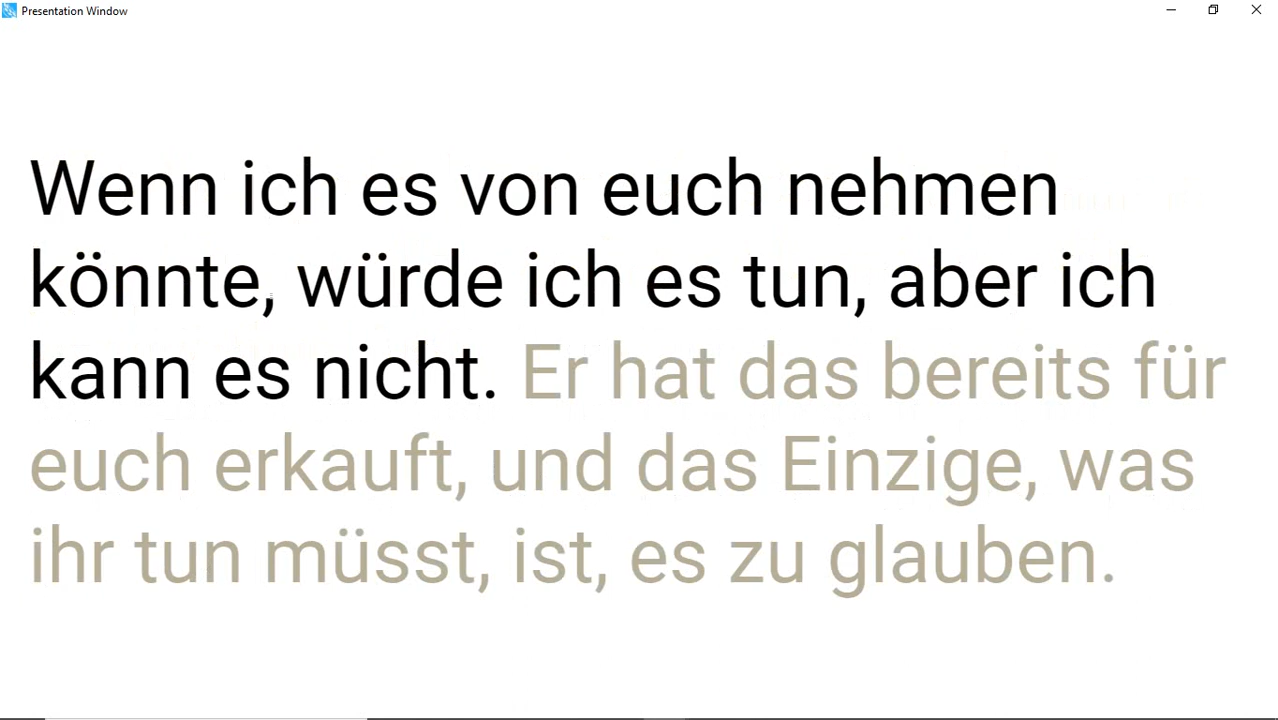 Presentation Window
Wenn ich es von euch nehmen
könnte, würde ich es tun, aber ich
kann es nicht. Er hat das bereits für
euch erkauft, und das Einzige, was
ihr tun müsst, ist, es zu glauben.